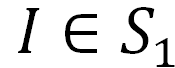 I ∈ S₁